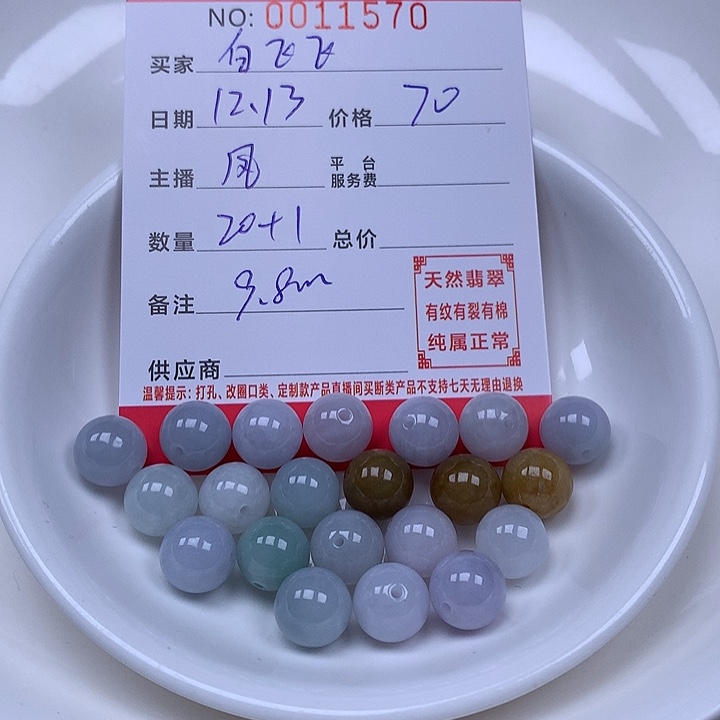 NO: 0011570
买家 白飞飞
日期 12.13 价格 70
主播 凤 平台服务费
数量 20+1 总价
备注 9.8m
天然翡翠
有纹有裂有棉
纯属正常
供应商
温馨提示：打孔、改圈口类、定制款产品直播间买断类产品不支持七天无理由退换